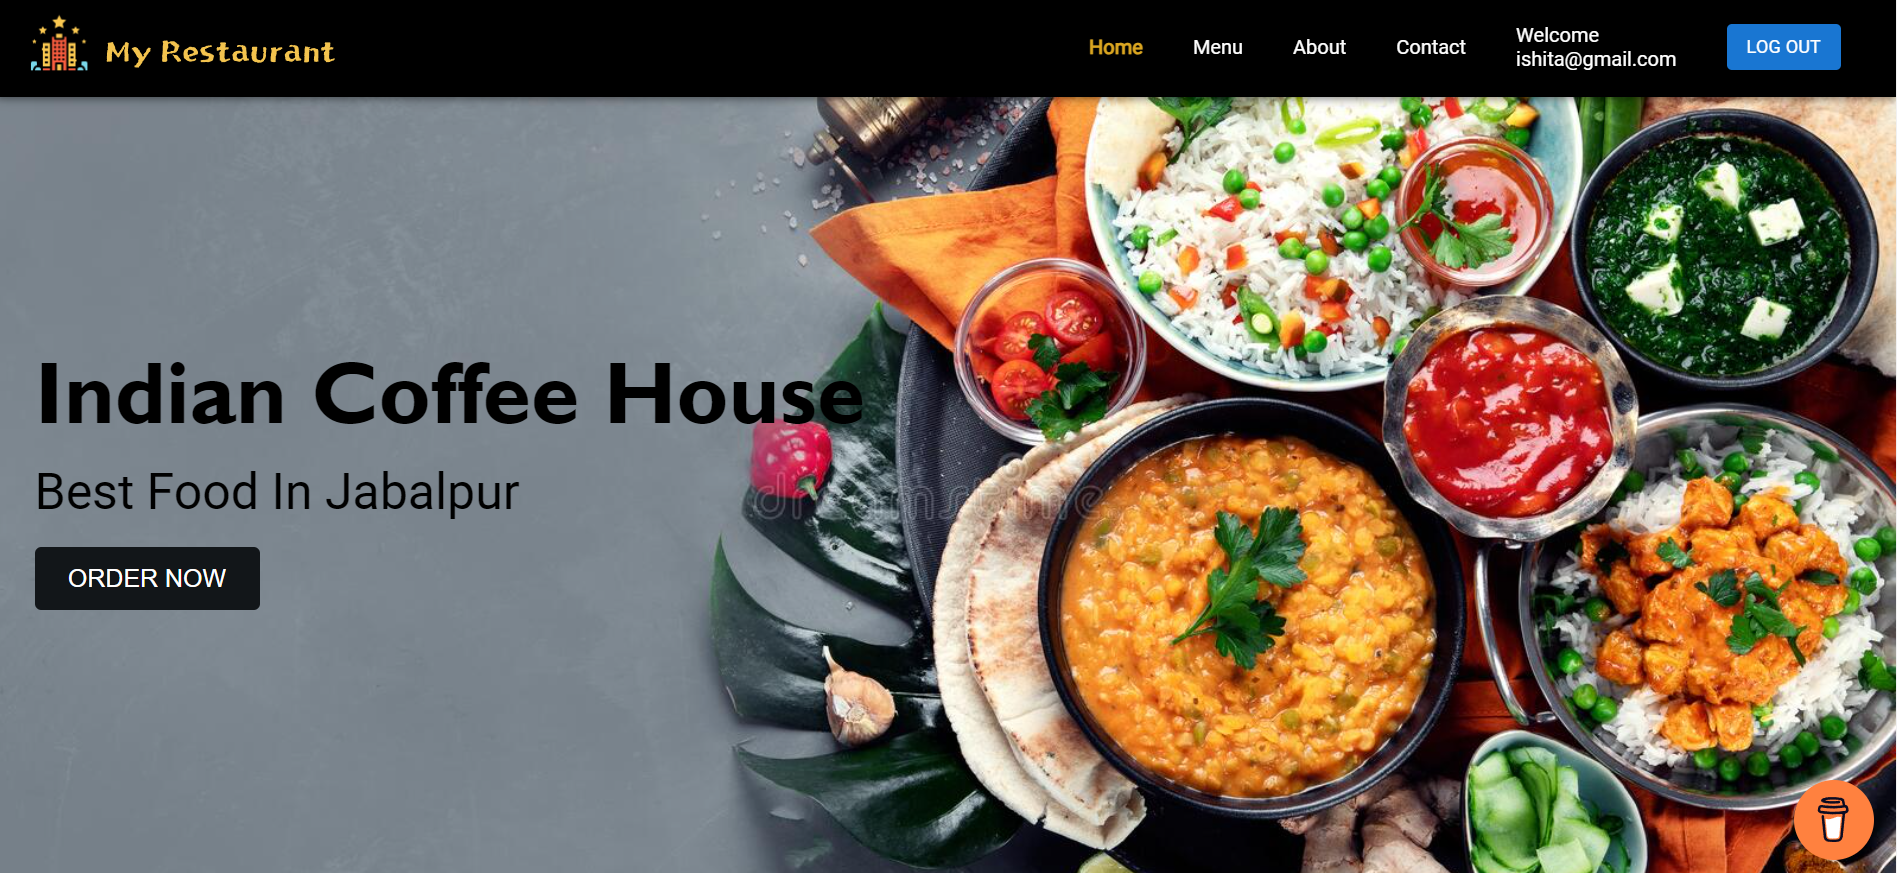 My Restaurant
Home
Menu
About
Contact
Welcome
ishita@gmail.com
LOG OUT
Indian Coffee House
Best Food In Jabalpur
dreamstime
ORDER NOW